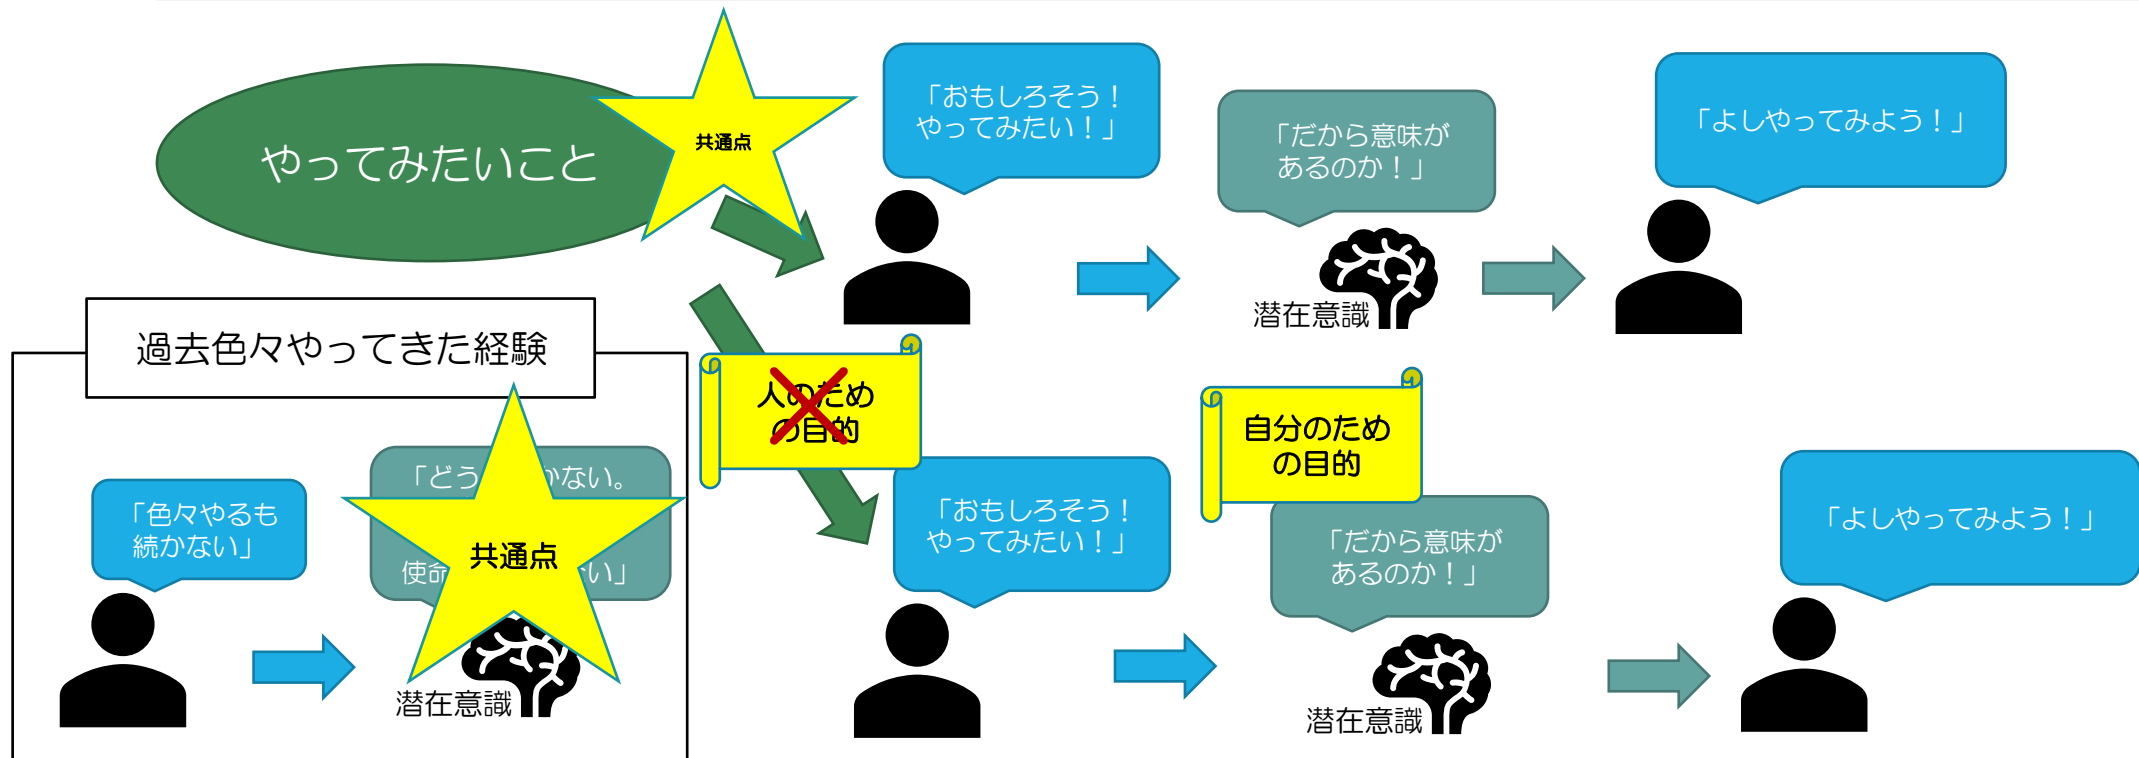 やってみたいこと
共通点
「おもしろそう！
やってみたい！」
「だから意味が
あるのか！」
潜在意識
「よしやってみよう！」
過去色々やってきた経験
「色々やるも
続かない」
「どう
かない。
使命
い」
共通点
潜在意識
人のため
の目的
「おもしろそう！
やってみたい！」
自分のため
の目的
「だから意味が
あるのか！」
潜在意識
「よしやってみよう！」